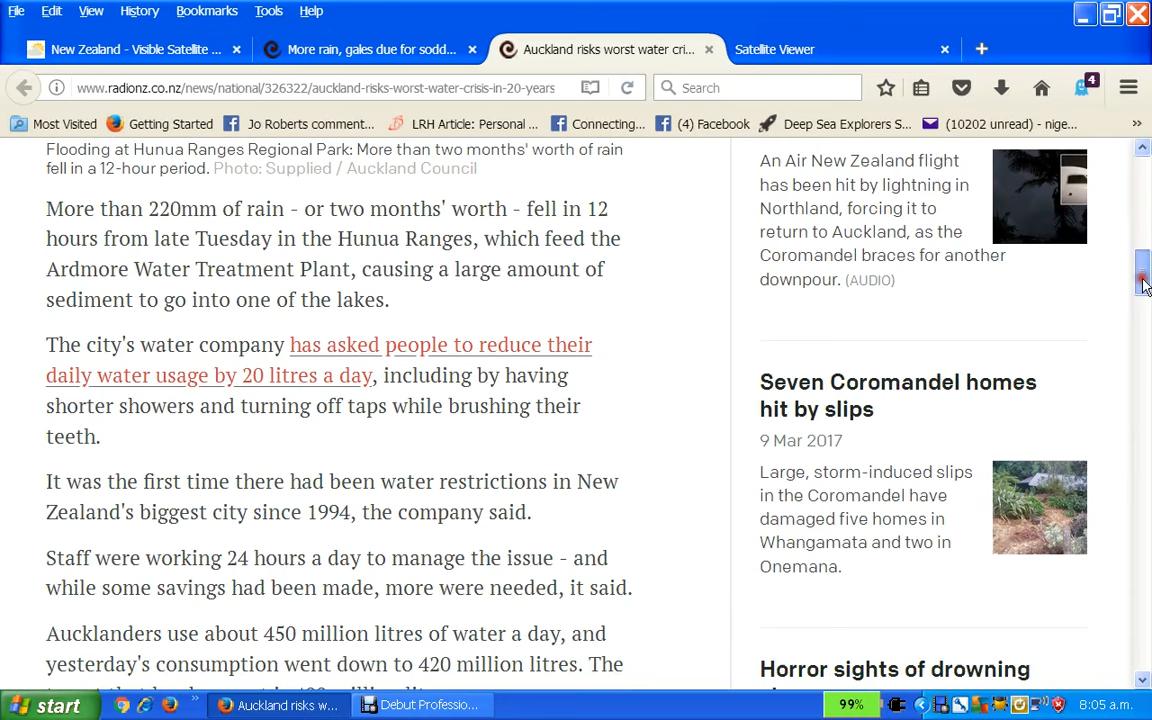 File Edit View History Bookmarks Tools Help
New Zealand - Visible Satellite ... × More rain, gales due for sodd... × Auckland risks worst water cri... × Satellite Viewer × +
www.radionz.co.nz/news/national/326322/auckland-risks-worst-water-crisis-in-20-years Search 4
Most Visited Getting Started Jo Roberts comment... LRH Article: Personal ... Connecting... (4) Facebook Deep Sea Explorers S... (10202 unread) - nige... »
Flooding at Hunua Ranges Regional Park: More than two months' worth of rain
fell in a 12-hour period. Photo: Supplied / Auckland Council
More than 220mm of rain - or two months' worth - fell in 12
hours from late Tuesday in the Hunua Ranges, which feed the
Ardmore Water Treatment Plant, causing a large amount of
sediment to go into one of the lakes.
The city's water company has asked people to reduce their
daily water usage by 20 litres a day, including by having
shorter showers and turning off taps while brushing their
teeth.
It was the first time there had been water restrictions in New
Zealand's biggest city since 1994, the company said.
Staff were working 24 hours a day to manage the issue - and
while some savings had been made, more were needed, it said.
Aucklanders use about 450 million litres of water a day, and
yesterday's consumption went down to 420 million litres. The
An Air New Zealand flight
has been hit by lightning in
Northland, forcing it to
return to Auckland, as the
Coromandel braces for another
downpour. (AUDIO)
Seven Coromandel homes
hit by slips
9 Mar 2017
Large, storm-induced slips
in the Coromandel have
damaged five homes in
Whangamata and two in
Onemana.
Horror sights of drowning
start » Auckland risks w... Debut Professio... 99% 8:05 a.m.